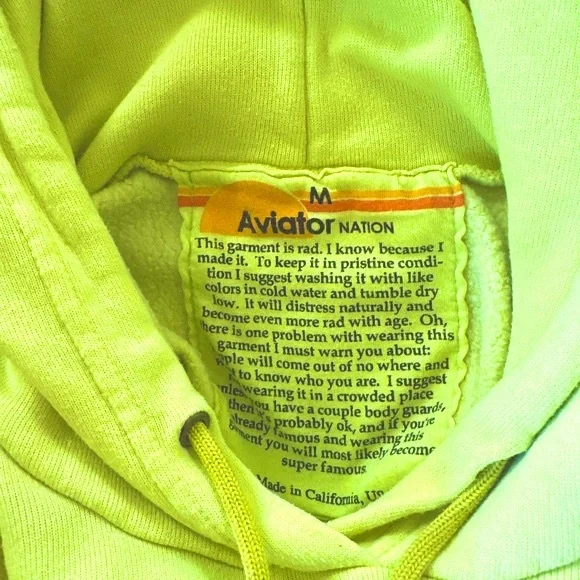 M
Aviator NATION
This garment is rad. I know because I
made it. To keep it in pristine condi-
tion I suggest washing it with like
colors in cold water and tumble dry
low. It will distress naturally and
become even more rad with age. Oh,
there is one problem with wearing this
garment I must warn you about:
will come out of no where and
to know who you are. I suggest
wearing it in a crowded place
you have a couple body guards,
then it's probably ok, and if you're
already famous and wearing this
you will most likely become
super famous
Made in California,